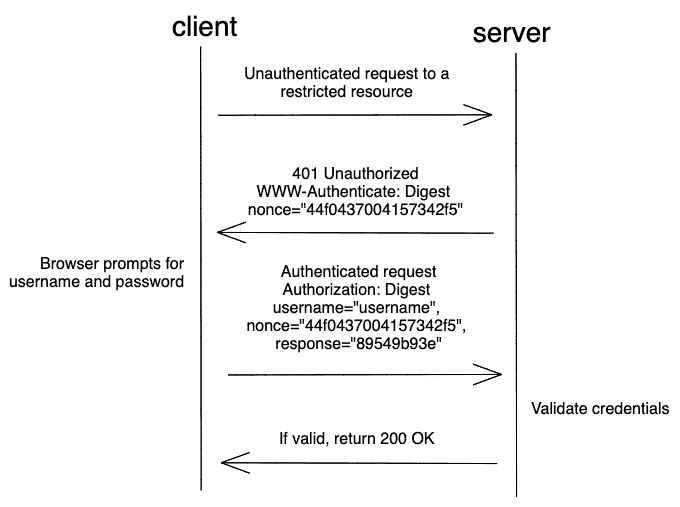 client
server
Unauthenticated request to a
restricted resource
401 Unauthorized
WWW-Authenticate: Digest
nonce="44f0437004157342f5"
Browser prompts for
username and password
Authenticated request
Authorization: Digest
username="username",
nonce="44f0437004157342f5",
response="89549b93e"
Validate credentials
If valid, return 200 OK